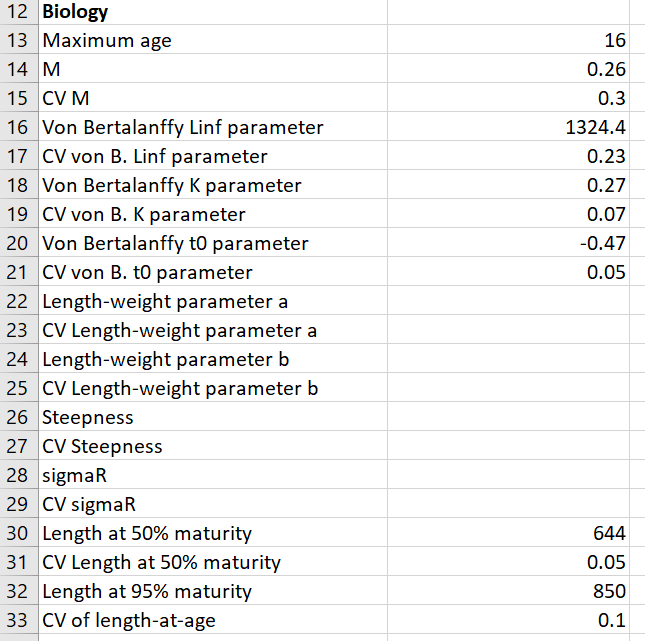 12 Biology
13 Maximum age 16
14 M 0.26
15 CV M 0.3
16 Von Bertalanffy Linf parameter 1324.4
17 CV von B. Linf parameter 0.23
18 Von Bertalanffy K parameter 0.27
19 CV von B. K parameter 0.07
20 Von Bertalanffy t0 parameter -0.47
21 CV von B. t0 parameter 0.05
22 Length-weight parameter a
23 CV Length-weight parameter a
24 Length-weight parameter b
25 CV Length-weight parameter b
26 Steepness
27 CV Steepness
28 sigmaR
29 CV sigmaR
30 Length at 50% maturity 644
31 CV Length at 50% maturity 0.05
32 Length at 95% maturity 850
33 CV of length-at-age 0.1